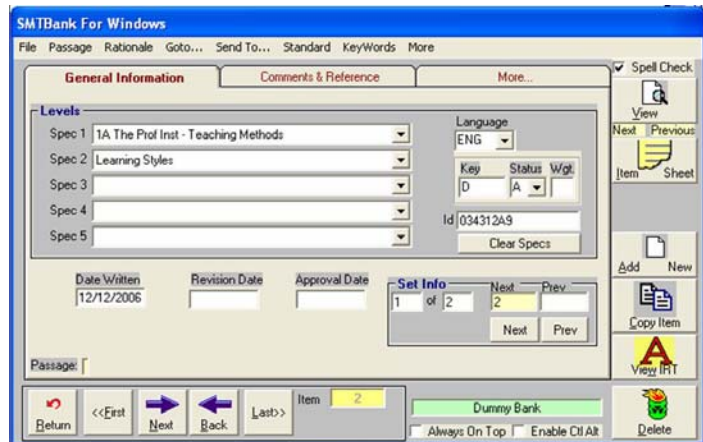 SMTBank For Windows
File Passage Rationale Goto... Send To... Standard KeyWords More
General Information
Comments & Reference
More...
Levels
Spec 1 1A The Prof Inst - Teaching Methods
Spec 2 Learning Styles
Spec 3
Spec 4
Spec 5
Language
ENG
Key Status Wgt.
D A
Id 034312A9
Clear Specs
Date Written Revision Date Approval Date
12/12/2006
Set Info Next Prev
1 of 2 2
Next Prev
Passage:
Return <<First Next Back Last>> Item 2
Dummy Bank
Always On Top Enable Ctl Alt
Spell Check
View
Next Previous
Item Sheet
Add New
Copy Item
View IRT
Delete